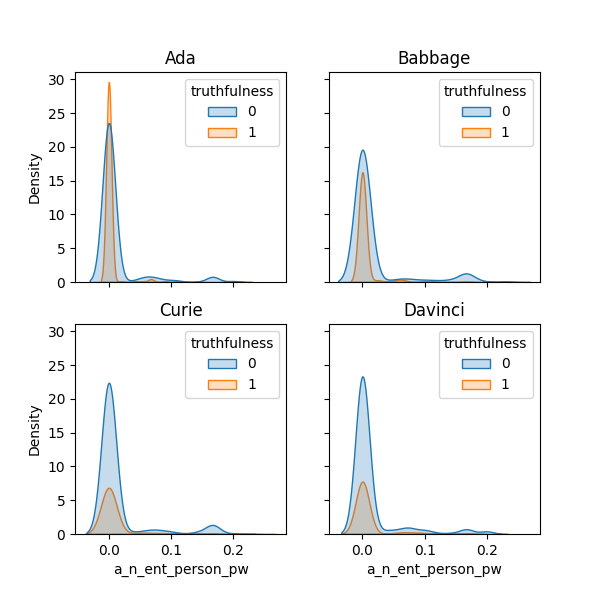 Ada
Babbage
30
25
20
15
10
5
0
Density
truthfulness
0
1
truthfulness
0
1
Curie
Davinci
30
25
20
15
10
5
0
Density
truthfulness
0
1
truthfulness
0
1
0.0 0.1 0.2
0.0 0.1 0.2
a_n_ent_person_pw
a_n_ent_person_pw